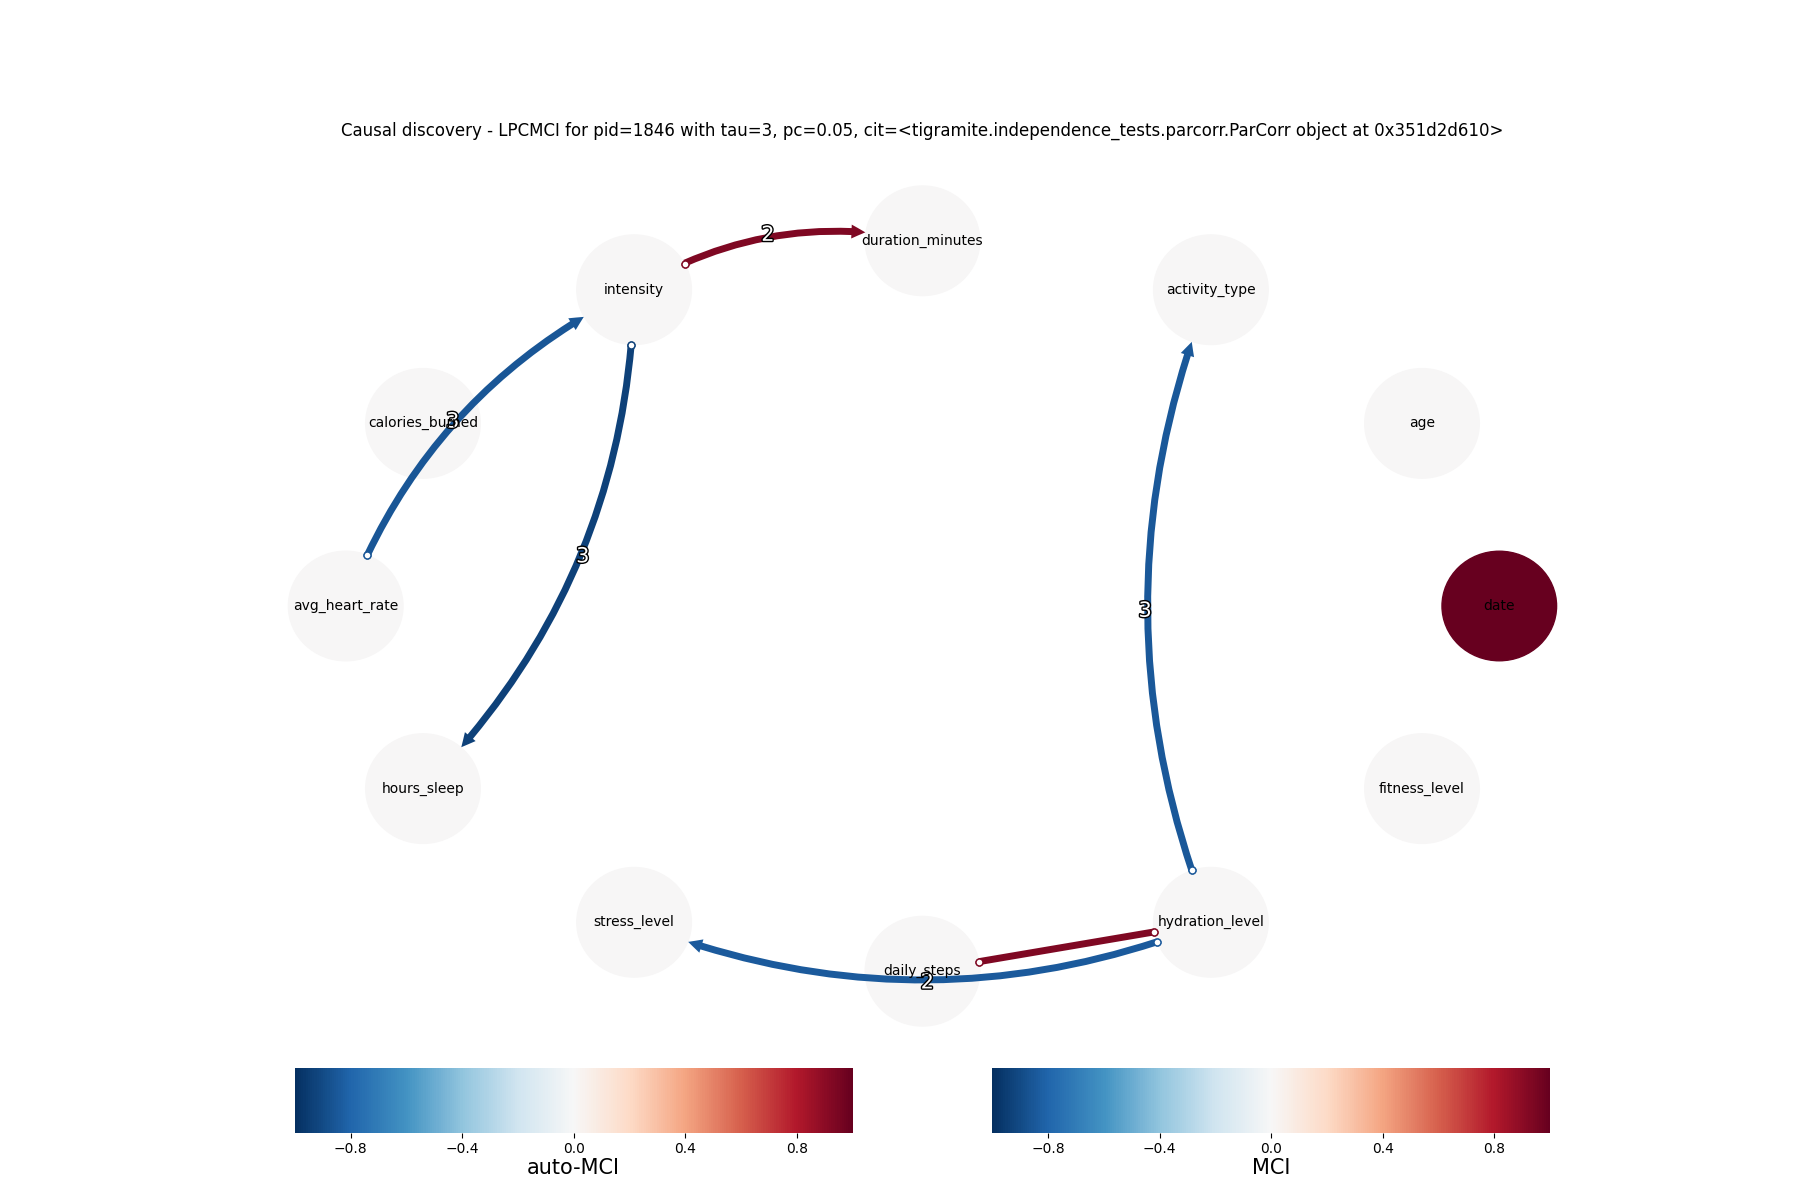 Causal discovery - LPCMCI for pid=1846 with tau=3, pc=0.05, cit=<tigramite.independence_tests.parcorr.ParCorr object at 0x351d2d610>
2
duration_minutes
intensity
activity_type
3
calories_burned
age
3
avg_heart_rate
3
date
hours_sleep
fitness_level
stress_level
hydration_level
daily_steps
2
−0.8 −0.4 0.0 0.4 0.8
auto-MCI
−0.8 −0.4 0.0 0.4 0.8
MCI